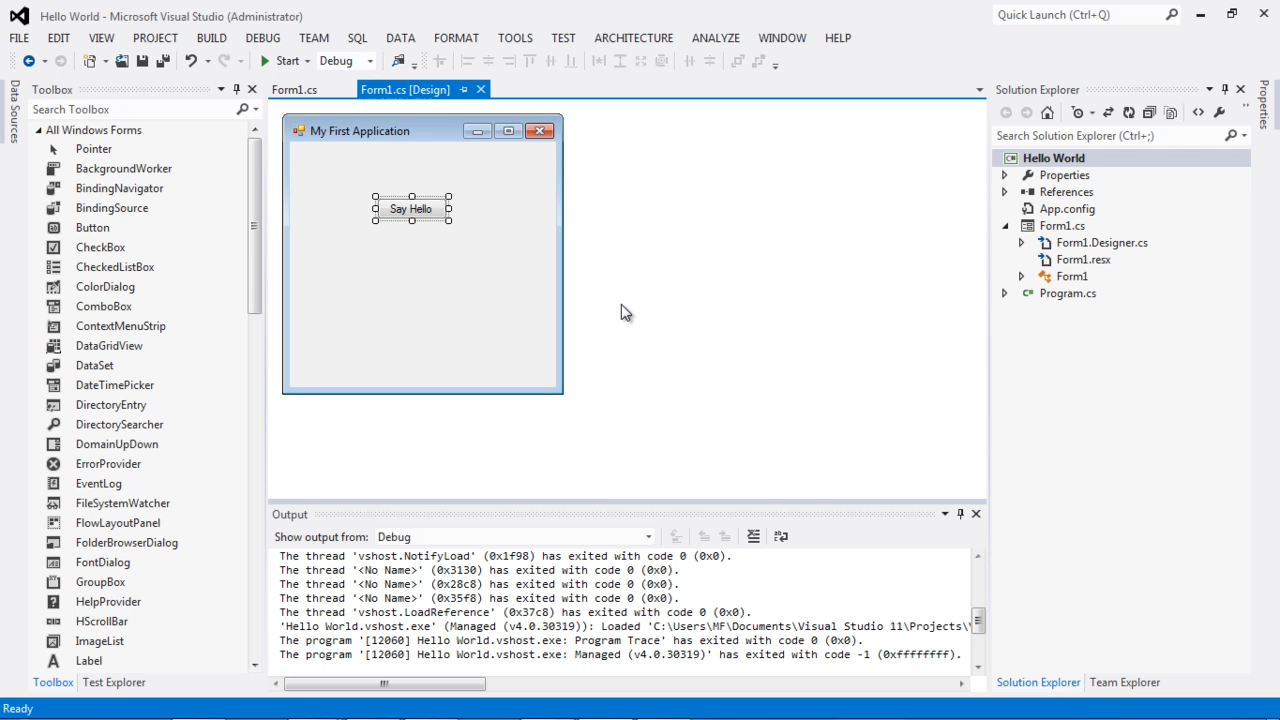 Hello World - Microsoft Visual Studio (Administrator)
Quick Launch (Ctrl+Q)
FILE EDIT VIEW PROJECT BUILD DEBUG TEAM SQL DATA FORMAT TOOLS TEST ARCHITECTURE ANALYZE WINDOW HELP
Start Debug
Data Sources
Toolbox
Search Toolbox
All Windows Forms
Pointer
BackgroundWorker
BindingNavigator
BindingSource
Button
CheckBox
CheckedListBox
ColorDialog
ComboBox
ContextMenuStrip
DataGridView
DataSet
DateTimePicker
DirectoryEntry
DirectorySearcher
DomainUpDown
ErrorProvider
EventLog
FileSystemWatcher
FlowLayoutPanel
FolderBrowserDialog
FontDialog
GroupBox
HelpProvider
HScrollBar
ImageList
Label
Toolbox Test Explorer
Form1.cs Form1.cs [Design]
My First Application
Say Hello
Output
Show output from: Debug
The thread 'vshost.NotifyLoad' (0x1f98) has exited with code 0 (0x0).
The thread '<No Name>' (0x3130) has exited with code 0 (0x0).
The thread '<No Name>' (0x28c8) has exited with code 0 (0x0).
The thread '<No Name>' (0x35f8) has exited with code 0 (0x0).
The thread 'vshost.LoadReference' (0x37c8) has exited with code 0 (0x0).
'Hello World.vshost.exe' (Managed (v4.0.30319)): Loaded 'C:\Users\MF\Documents\Visual Studio 11\Projects\
The program '[12060] Hello World.vshost.exe: Program Trace' has exited with code 0 (0x0).
The program '[12060] Hello World.vshost.exe: Managed (v4.0.30319)' has exited with code -1 (0xffffffff).
Solution Explorer
Search Solution Explorer (Ctrl+;)
Hello World
Properties
References
App.config
Form1.cs
Form1.Designer.cs
Form1.resx
Form1
Program.cs
Solution Explorer Team Explorer
Properties
Ready